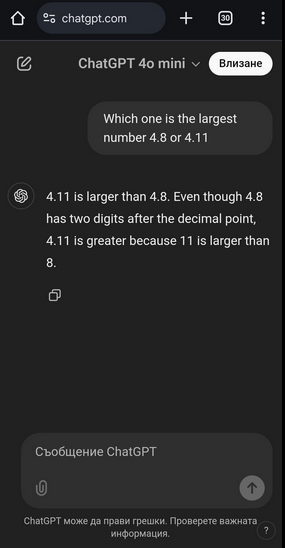 chatgpt.com
30
ChatGPT 4o mini
Влизане
Which one is the largest
number 4.8 or 4.11
4.11 is larger than 4.8. Even though 4.8
has two digits after the decimal point,
4.11 is greater because 11 is larger than
8.
Съобщение ChatGPT
ChatGPT може да прави грешки. Проверете важната
информация.
?